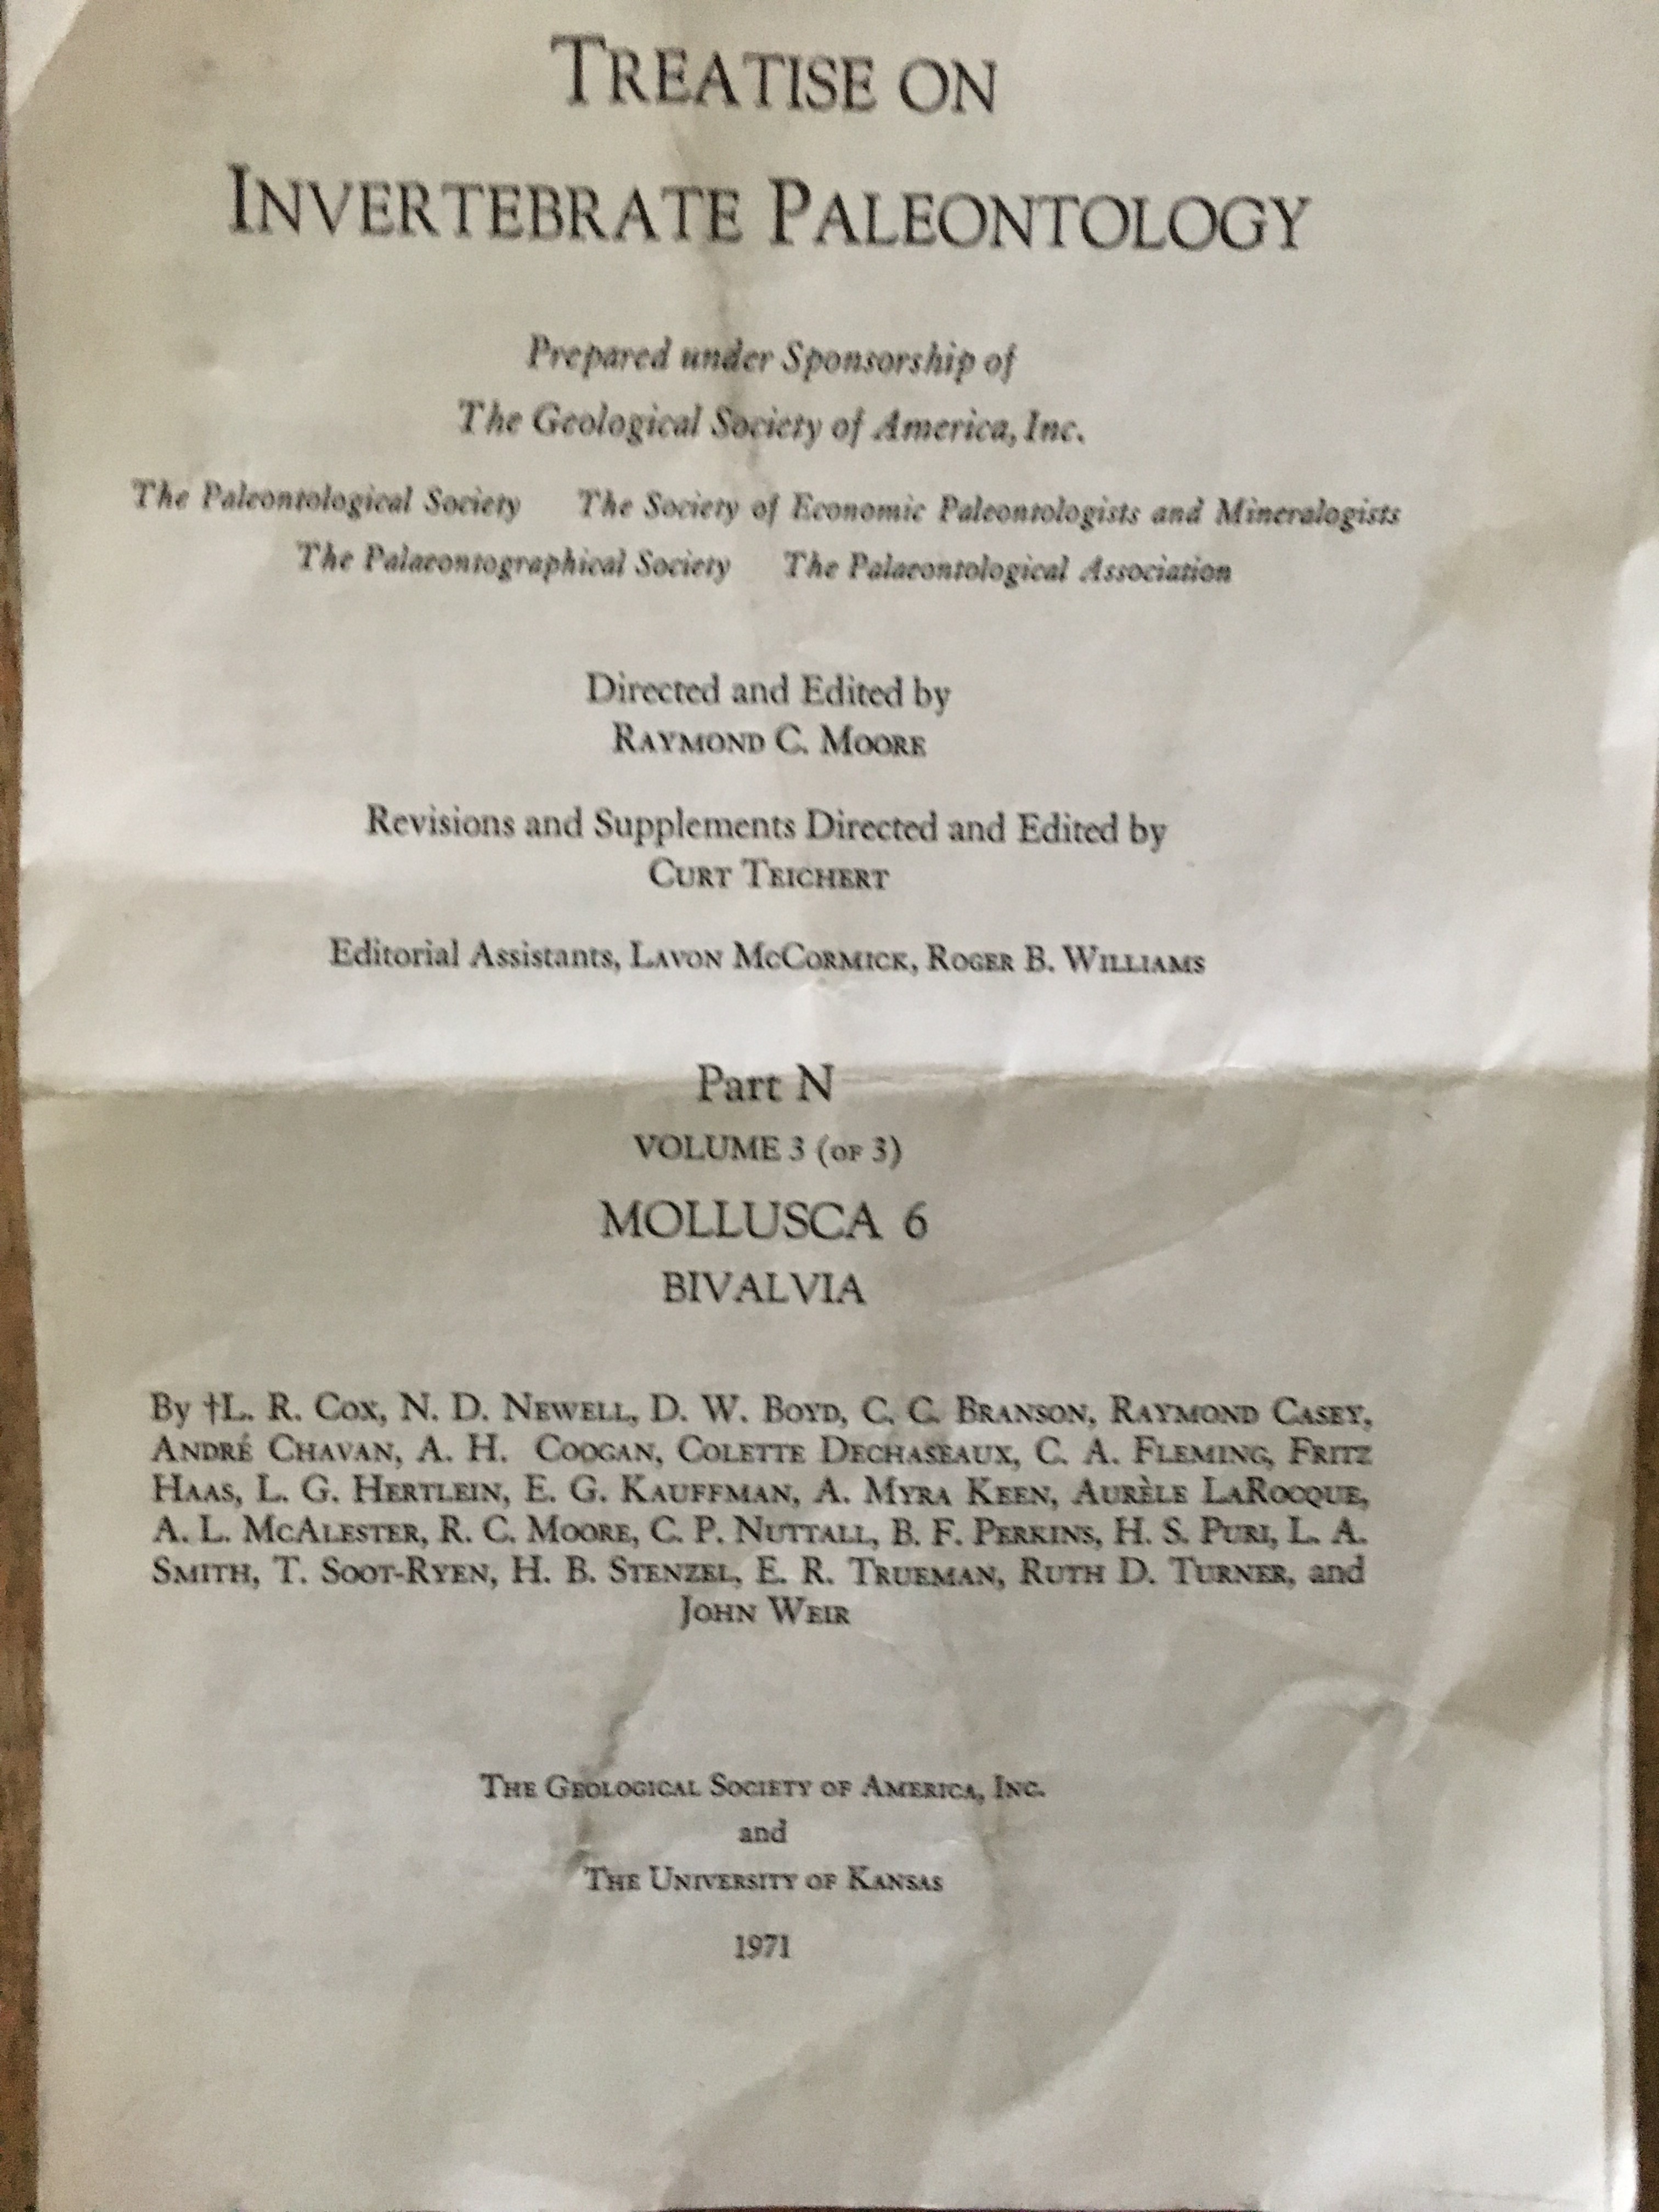 TREATISE ON
INVERTEBRATE PALEONTOLOGY
Prepared under Sponsorship of
The Geological Society of America, Inc.
The Paleontological Society The Society of Economic Paleontologists and Mineralogists
The Palaeontographical Society The Palaeontological Association
Directed and Edited by
RAYMOND C. MOORE
Revisions and Supplements Directed and Edited by
CURT TEICHERT
Editorial Assistants, LAVON MCCORMICK, ROGER B. WILLIAMS
Part N
VOLUME 3 (OF 3)
MOLLUSCA 6
BIVALVIA
By †L. R. COX, N. D. NEWELL, D. W. BOYD, C. C. BRANSON, RAYMOND CASEY,
ANDRÉ CHAVAN, A. H. COOGAN, COLETTE DECHASEAUX, C. A. FLEMING, FRITZ
HAAS, L. G. HERTLEIN, E. G. KAUFFMAN, A. MYRA KEEN, AURÈLE LAROCQUE,
A. L. MCALESTER, R. C. MOORE, C. P. NUTTALL, B. F. PERKINS, H. S. PURI, L. A.
SMITH, T. SOOT-RYEN, H. B. STENZEL, E. R. TRUEMAN, RUTH D. TURNER, and
JOHN WEIR
THE GEOLOGICAL SOCIETY OF AMERICA, INC.
and
THE UNIVERSITY OF KANSAS
1971